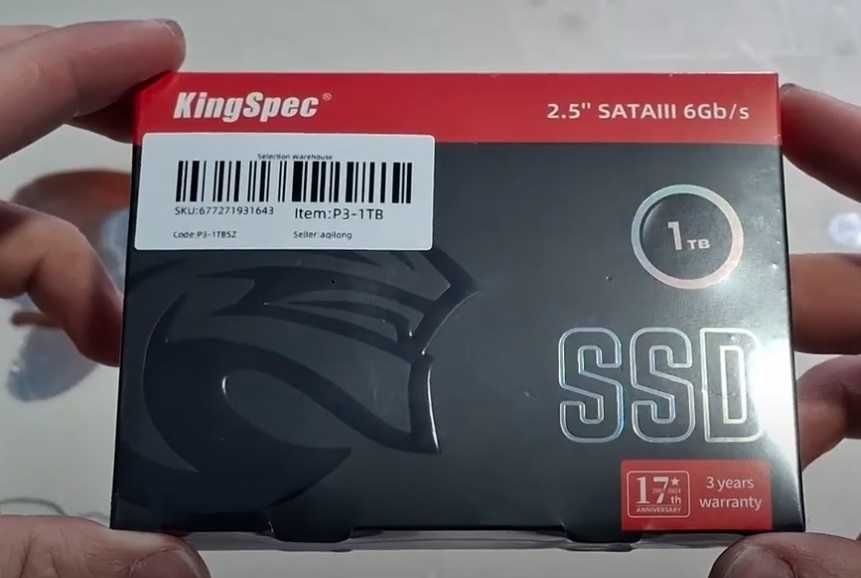 KingSpec®
2.5" SATAIII 6Gb/s
Selection warehouse
SKU:677271931643 Item:P3-1TB
Code:P3-1TBSZ Seller:aqilong
1TB
SSD
17th
ANNIVERSARY
3 years
warranty